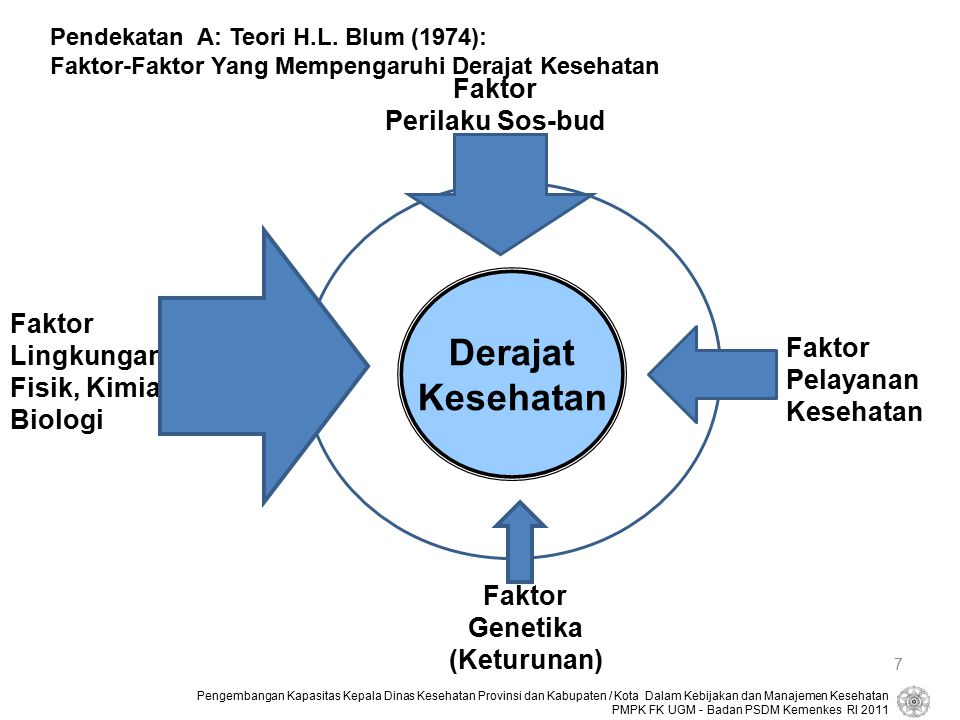 Pendekatan A: Teori H.L. Blum (1974):
Faktor-Faktor Yang Mempengaruhi Derajat Kesehatan
Faktor
Perilaku Sos-bud
Faktor
Lingkungan
Fisik, Kimia
Biologi
Derajat
Kesehatan
Faktor
Pelayanan
Kesehatan
Faktor
Genetika
(Keturunan)
7
Pengembangan Kapasitas Kepala Dinas Kesehatan Provinsi dan Kabupaten / Kota Dalam Kebijakan dan Manajemen Kesehatan
PMPK FK UGM - Badan PSDM Kemenkes RI 2011